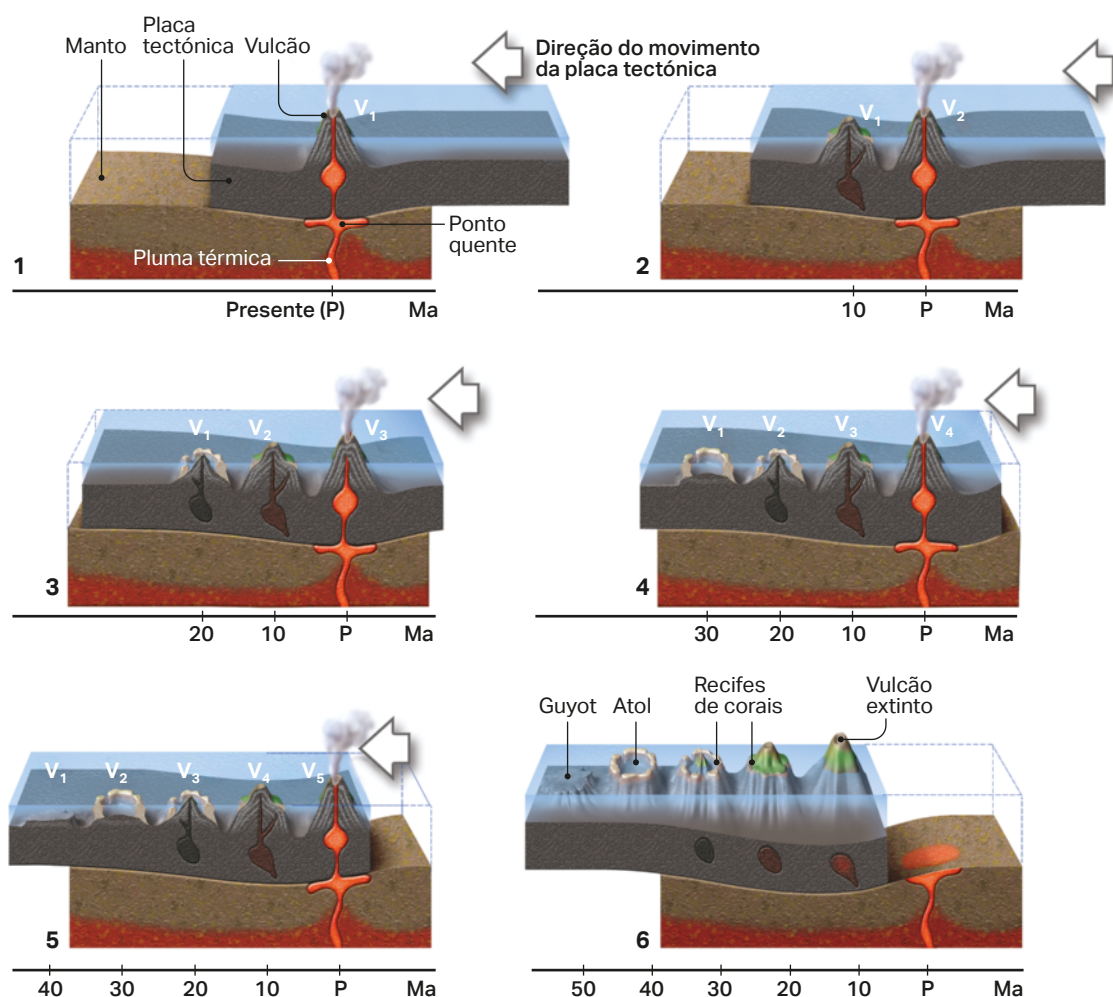 Manto
Placa
tectónica
Vulcão
Direção do movimento
da placa tectónica
V1
Ponto
quente
Pluma térmica
1
Presente (P) Ma
V1 V2
2
10 P Ma
V1 V2 V3
3
20 10 P Ma
V1 V2 V3 V4
4
30 20 10 P Ma
V1 V2 V3 V4 V5
5
40 30 20 10 P Ma
Guyot
Atol
Recifes
de corais
Vulcão
extinto
6
50 40 30 20 10 P Ma